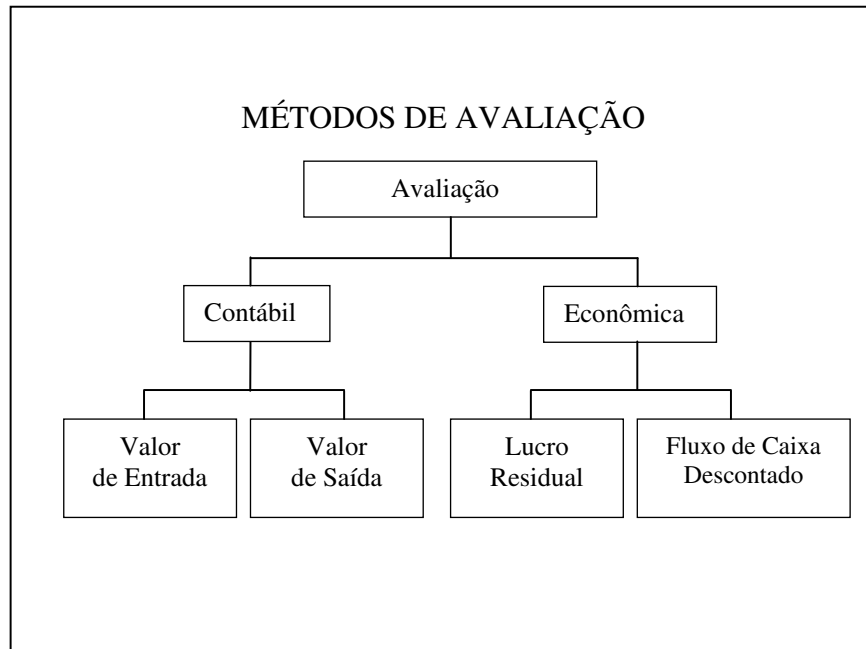 MÉTODOS DE AVALIAÇÃO
Avaliação
Contábil
Econômica
Valor
de Entrada
Valor
de Saída
Lucro
Residual
Fluxo de Caixa
Descontado